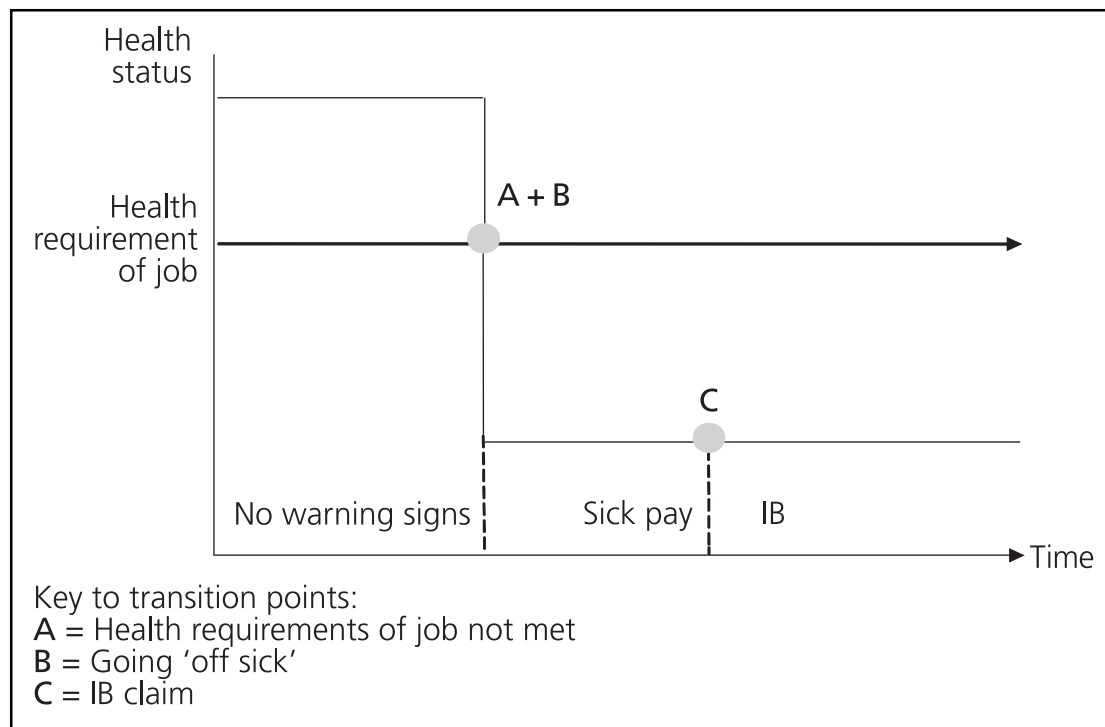 Health
status
A + B
Health
requirement
of job
C
No warning signs
Sick pay
IB
Time
Key to transition points:
A = Health requirements of job not met
B = Going ‘off sick’
C = IB claim